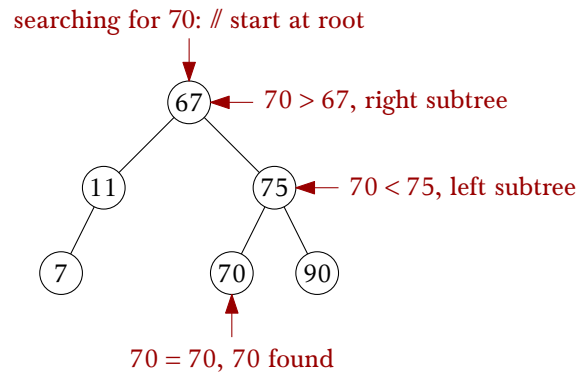 searching for 70: // start at root
67
70 > 67, right subtree
11
75
70 < 75, left subtree
7
70
90
70 = 70, 70 found